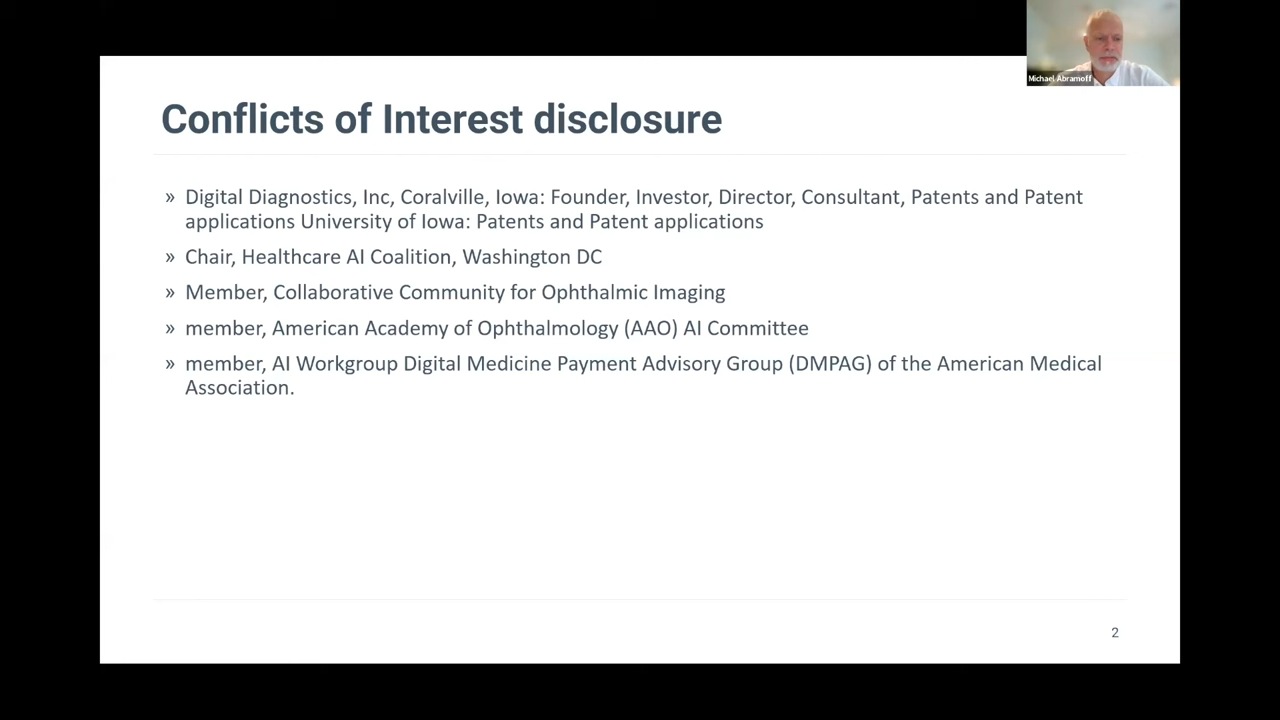 Michael Abramoff
Conflicts of Interest disclosure
» Digital Diagnostics, Inc, Coralville, Iowa: Founder, Investor, Director, Consultant, Patents and Patent
applications University of Iowa: Patents and Patent applications
» Chair, Healthcare AI Coalition, Washington DC
» Member, Collaborative Community for Ophthalmic Imaging
» member, American Academy of Ophthalmology (AAO) AI Committee
» member, AI Workgroup Digital Medicine Payment Advisory Group (DMPAG) of the American Medical
Association.
2